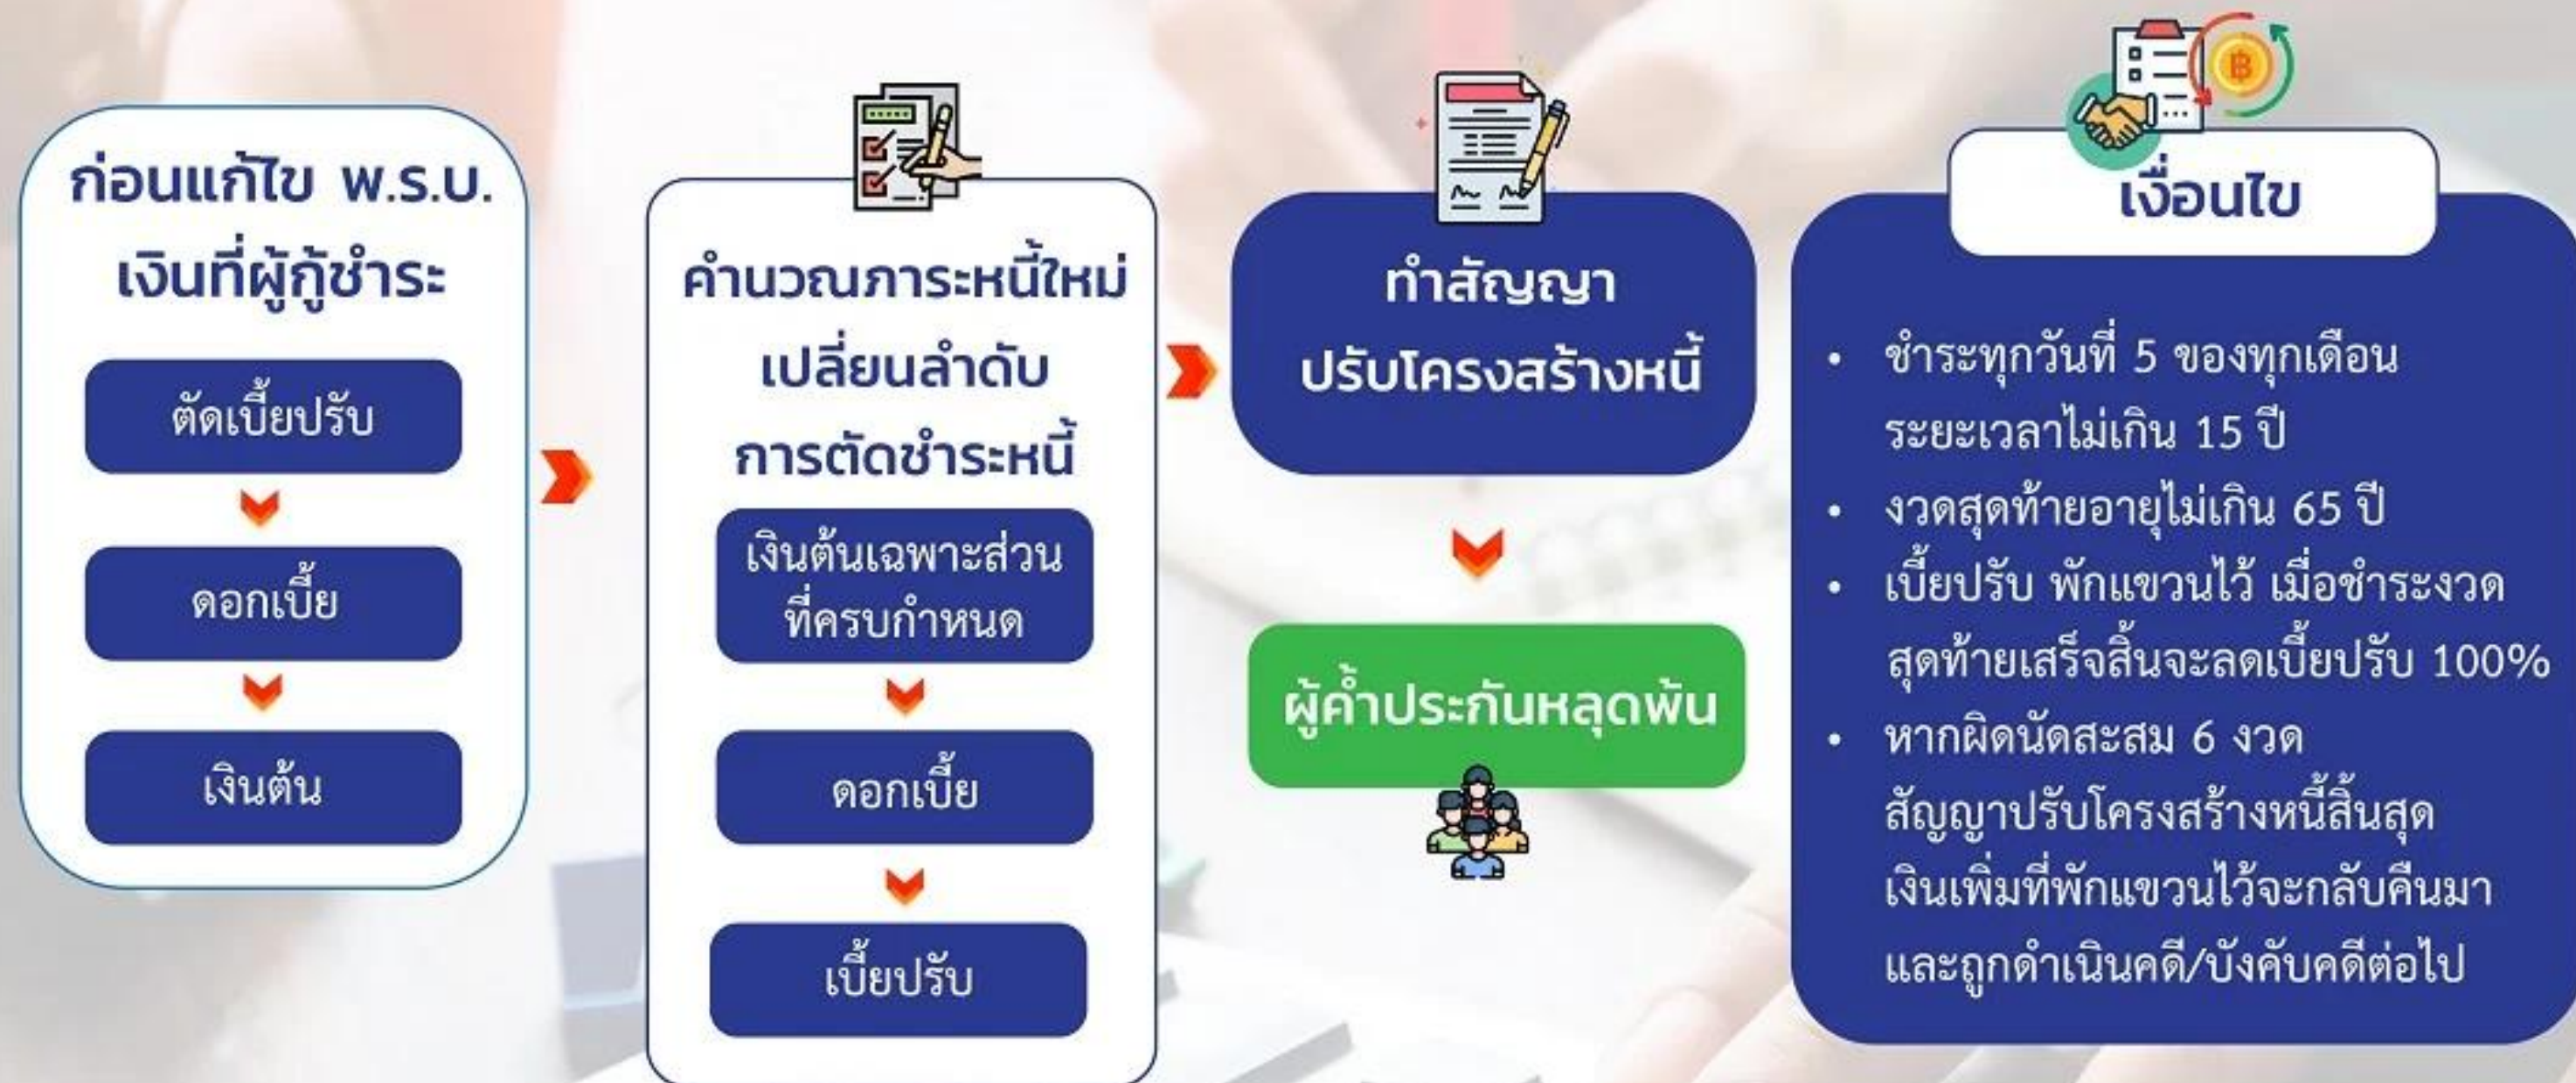 ก่อนแก้ไข พ.ร.บ.
เงินที่ผู้กู้ชำระ
ตัดเบี้ยปรับ
ดอกเบี้ย
เงินต้น
คำนวณภาระหนี้ใหม่
เปลี่ยนลำดับ
การตัดชำระหนี้
เงินต้นเฉพาะส่วน
ที่ครบกำหนด
ดอกเบี้ย
เบี้ยปรับ
ทำสัญญา
ปรับโครงสร้างหนี้
ผู้ค้ำประกันหลุดพ้น
เงื่อนไข
• ชำระทุกวันที่ 5 ของทุกเดือน
ระยะเวลาไม่เกิน 15 ปี
• งวดสุดท้ายอายุไม่เกิน 65 ปี
• เบี้ยปรับ พักแขวนไว้ เมื่อชำระงวด
สุดท้ายเสร็จสิ้นจะลดเบี้ยปรับ 100%
• หากผิดนัดสะสม 6 งวด
สัญญาปรับโครงสร้างหนี้สิ้นสุด
เงินเพิ่มที่พักแขวนไว้จะกลับคืนมา
และถูกดำเนินคดี/บังคับคดีต่อไป